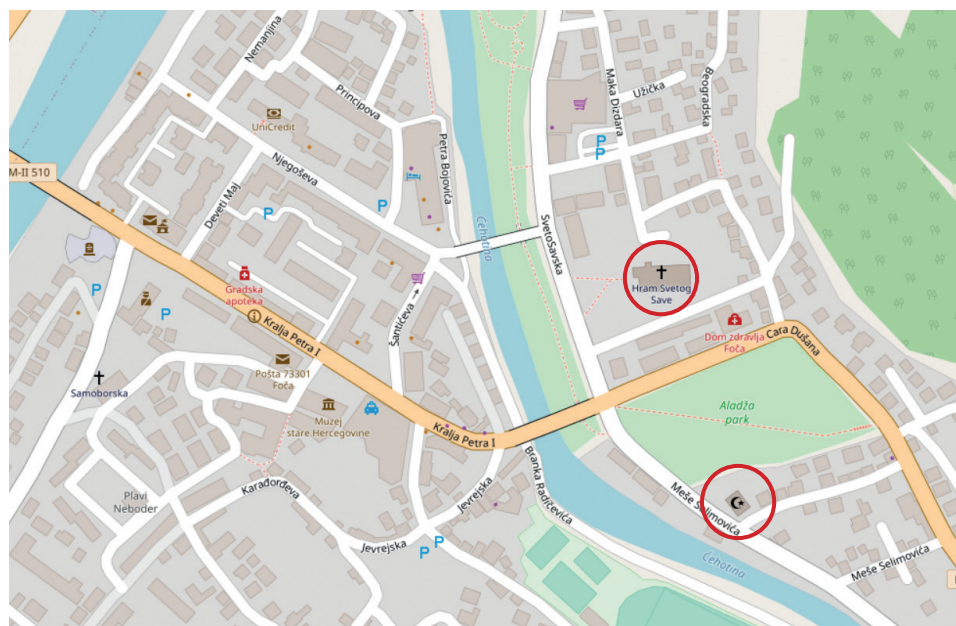 Nemanjina
Principova
Maka Dizdara
Užička
Beogradska
UniCredit
Petra Bojovića
Njegoševa
M-II 510
Deveti Maj
P
P
P
P
Čehotina
SvetoSavska
Gradska
apoteka
Hram Svetog
Save
P
P
Kralja Petra I
Šantićeva
Dom zdravlja
Foča
Cara Dušana
Pošta 73301
Foča
Samoborska
Muzej
stare Hercegovine
Kralja Petra I
Aladža
park
Plavi
Neboder
Karađorđeva
Jevrejska
Branka Radičevića
Meše Selimovića
Jevrejska
P
P
Čehotina
Meše Selimovića